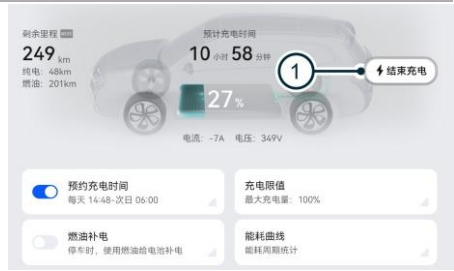 剩余里程
249 km
纯电: 48km
燃油: 201km
预计充电时间
10 小时 58 分钟
1
结束充电
27%
电流: -7A 电压: 349V
预约充电时间
每天 14:48-次日 06:00
充电限值
最大充电量: 100%
燃油补电
停车时，使用燃油给电池补电
能耗曲线
能耗周期统计